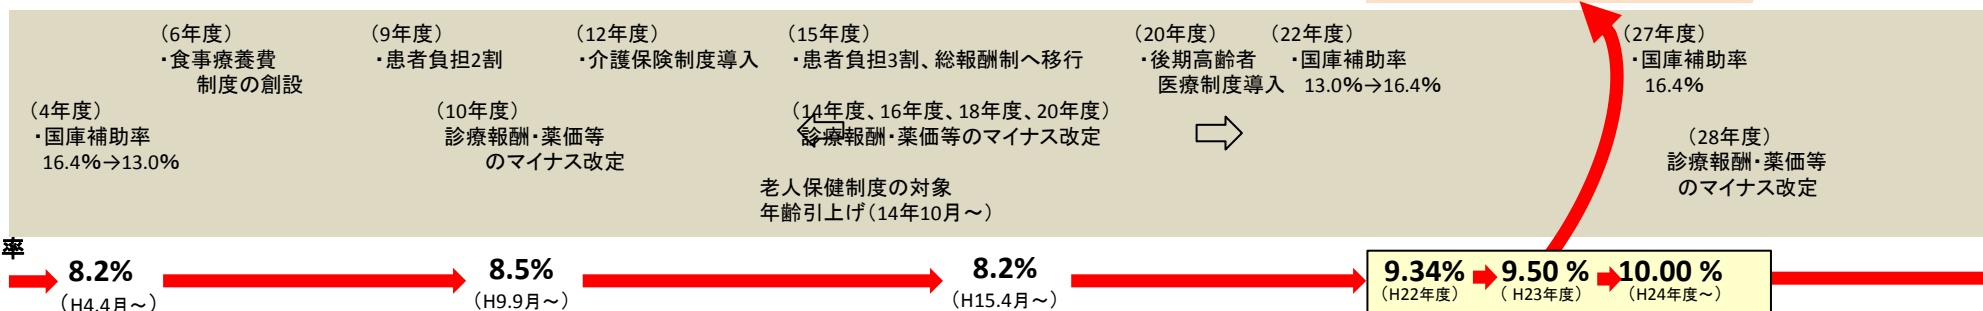 （6年度）
・食事療養費
制度の創設
（9年度）
・患者負担2割
（12年度）
・介護保険制度導入
（15年度）
・患者負担3割、総報酬制へ移行
（20年度）
・後期高齢者
医療制度導入
（22年度）
・国庫補助率
13.0%→16.4%
（27年度）
・国庫補助率
16.4%
（4年度）
・国庫補助率
16.4%→13.0%
（10年度）
診療報酬・薬価等
のマイナス改定
（14年度、16年度、18年度、20年度）
診療報酬・薬価等のマイナス改定
（28年度）
診療報酬・薬価等
のマイナス改定
老人保健制度の対象
年齢引上げ（14年10月～）
率
8.2%
（H4.4月～）
8.5%
（H9.9月～）
8.2%
（H15.4月～）
9.34%
（H22年度）
9.50 %
（ H23年度）
10.00 %
（H24年度～）